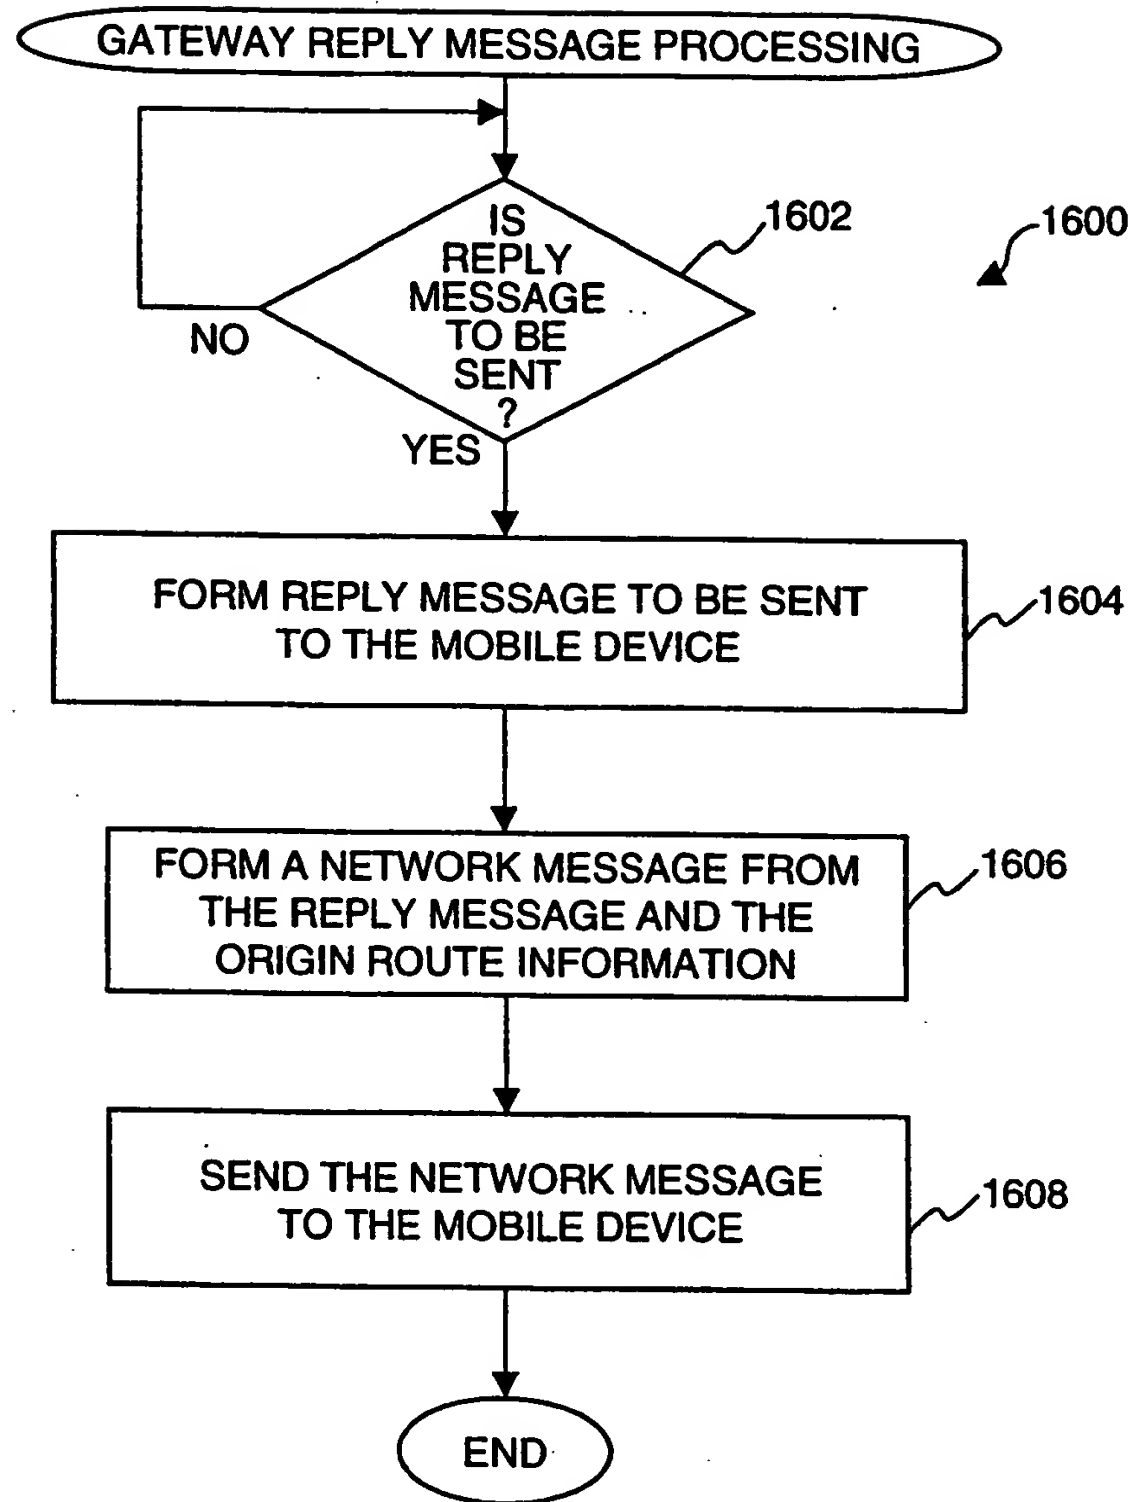 GATEWAY REPLY MESSAGE PROCESSING
IS
REPLY
MESSAGE
TO BE
SENT
?
1602
1600
NO
YES
FORM REPLY MESSAGE TO BE SENT
TO THE MOBILE DEVICE
1604
FORM A NETWORK MESSAGE FROM
THE REPLY MESSAGE AND THE
ORIGIN ROUTE INFORMATION
1606
SEND THE NETWORK MESSAGE
TO THE MOBILE DEVICE
1608
END